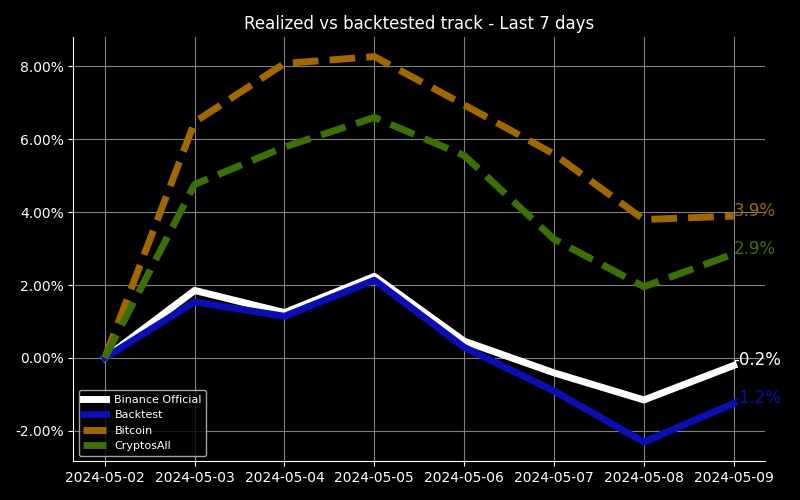 Realized vs backtested track - Last 7 days
8.00%
6.00%
4.00%
2.00%
0.00%
-2.00%
3.9%
2.9%
-0.2%
-1.2%
Binance Official
Backtest
Bitcoin
CryptosAll
2024-05-02 2024-05-03 2024-05-04 2024-05-05 2024-05-06 2024-05-07 2024-05-08 2024-05-09